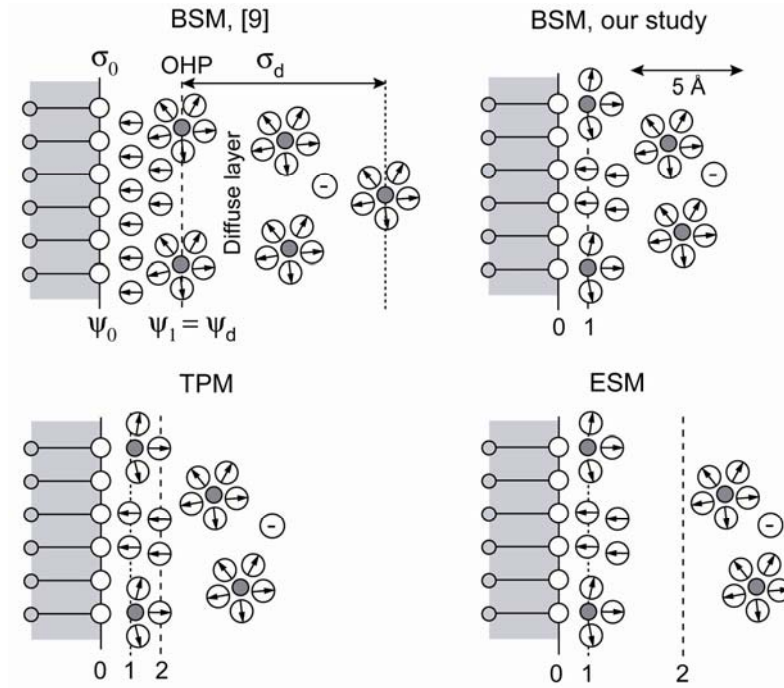 BSM, [9]
σ0
OHP
σd
Diffuse layer
-
ψ0
ψ1 = ψd
BSM, our study
5 Å
-
0
1
TPM
-
0
1
2
ESM
-
0
1
2